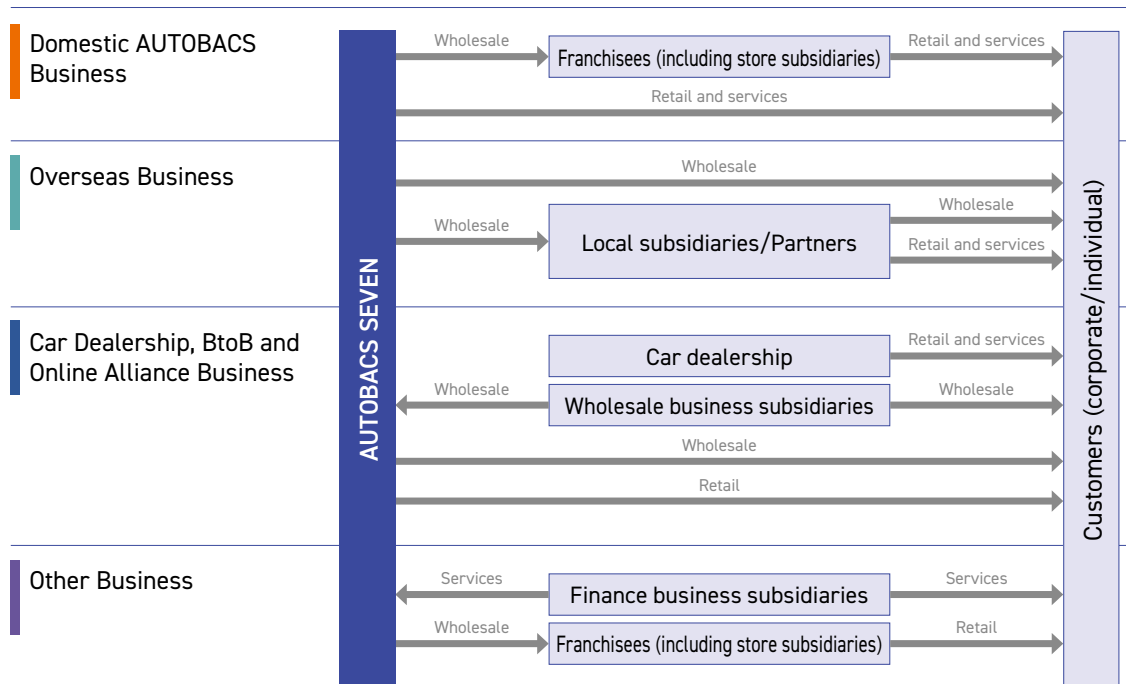 Domestic AUTOBACS
Business
Wholesale
Franchisees (including store subsidiaries)
Retail and services
Retail and services
Overseas Business
Wholesale
Wholesale
Local subsidiaries/Partners
Wholesale
Retail and services
AUTOBACS SEVEN
Customers (corporate/individual)
Car Dealership, BtoB and
Online Alliance Business
Car dealership
Retail and services
Wholesale
Wholesale business subsidiaries
Wholesale
Wholesale
Retail
Other Business
Services
Finance business subsidiaries
Services
Wholesale
Franchisees (including store subsidiaries)
Retail